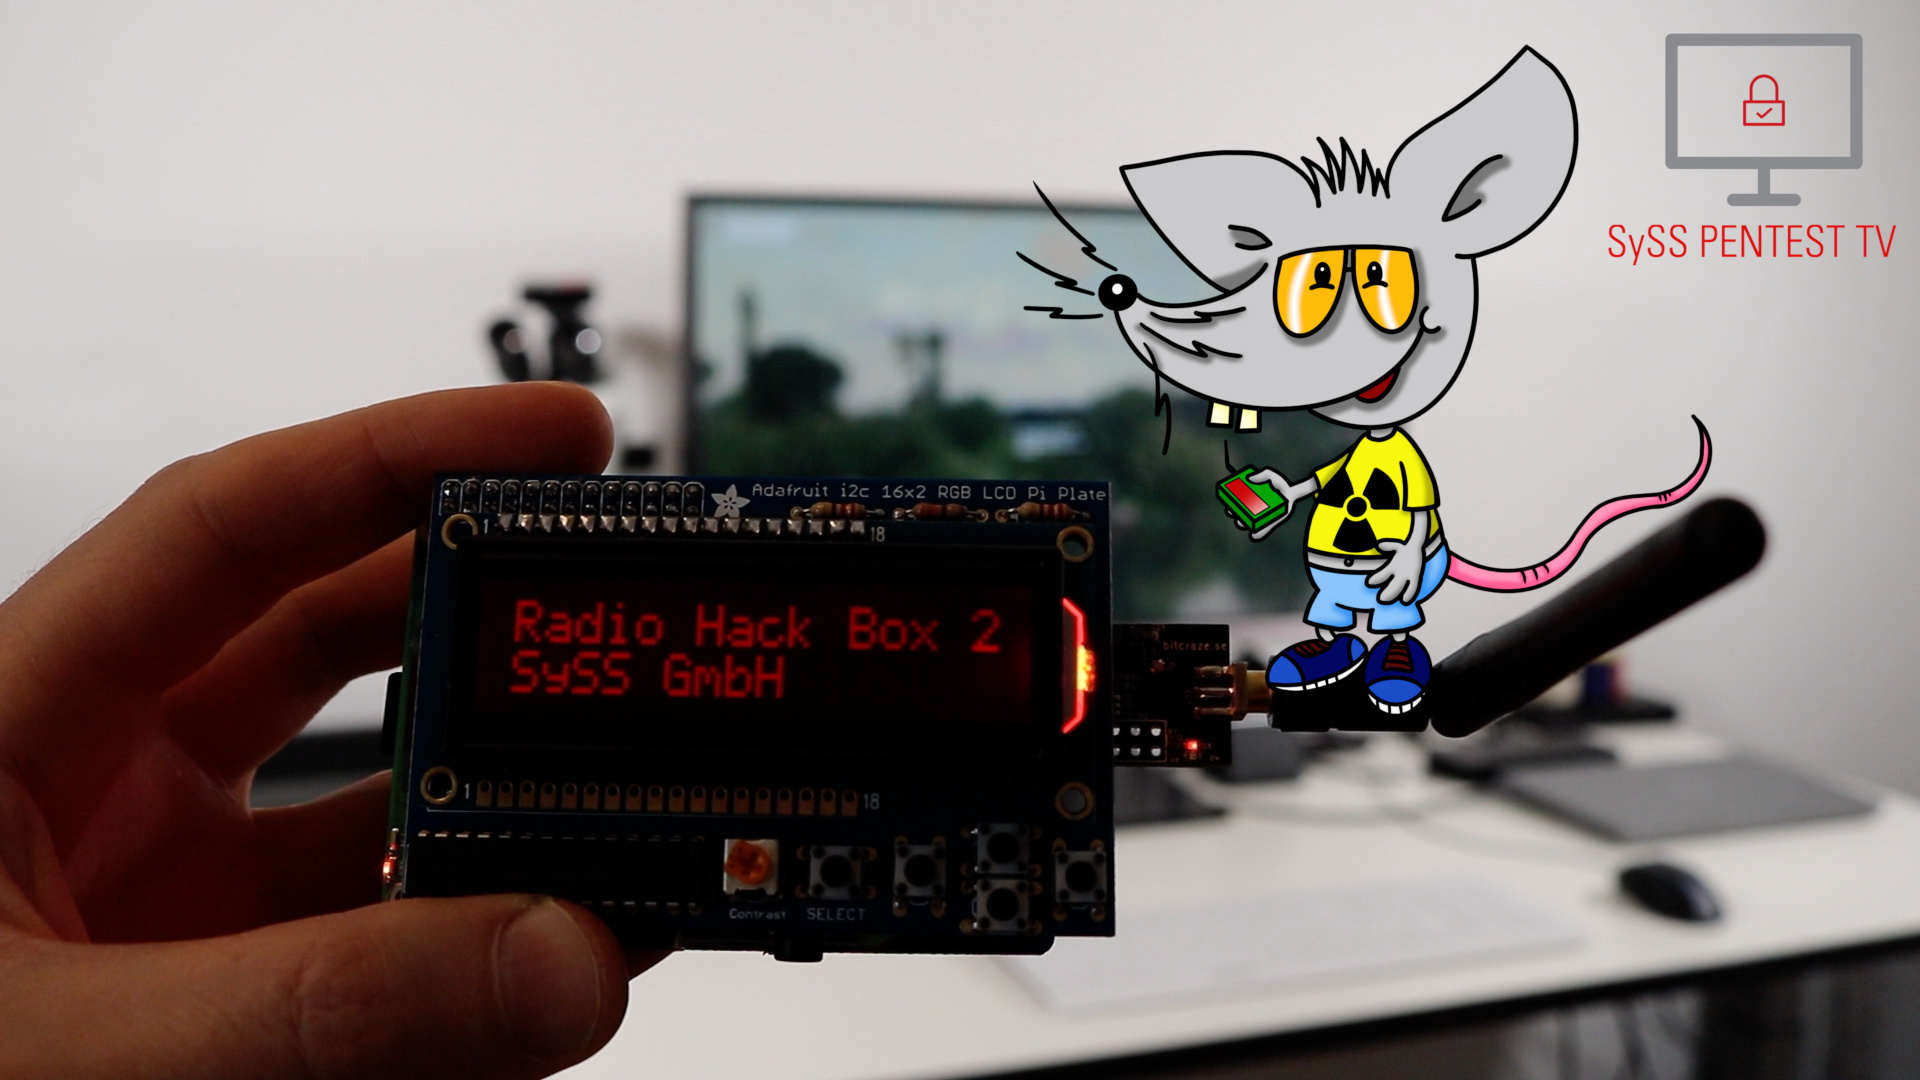 SySS PENTEST TV
Adafruit i2c 16x2 RGB LCD Pi Plate
1
18
Radio Hack Box 2
SySS GmbH
bitcraze.se
1
18
Contrast
SELECT